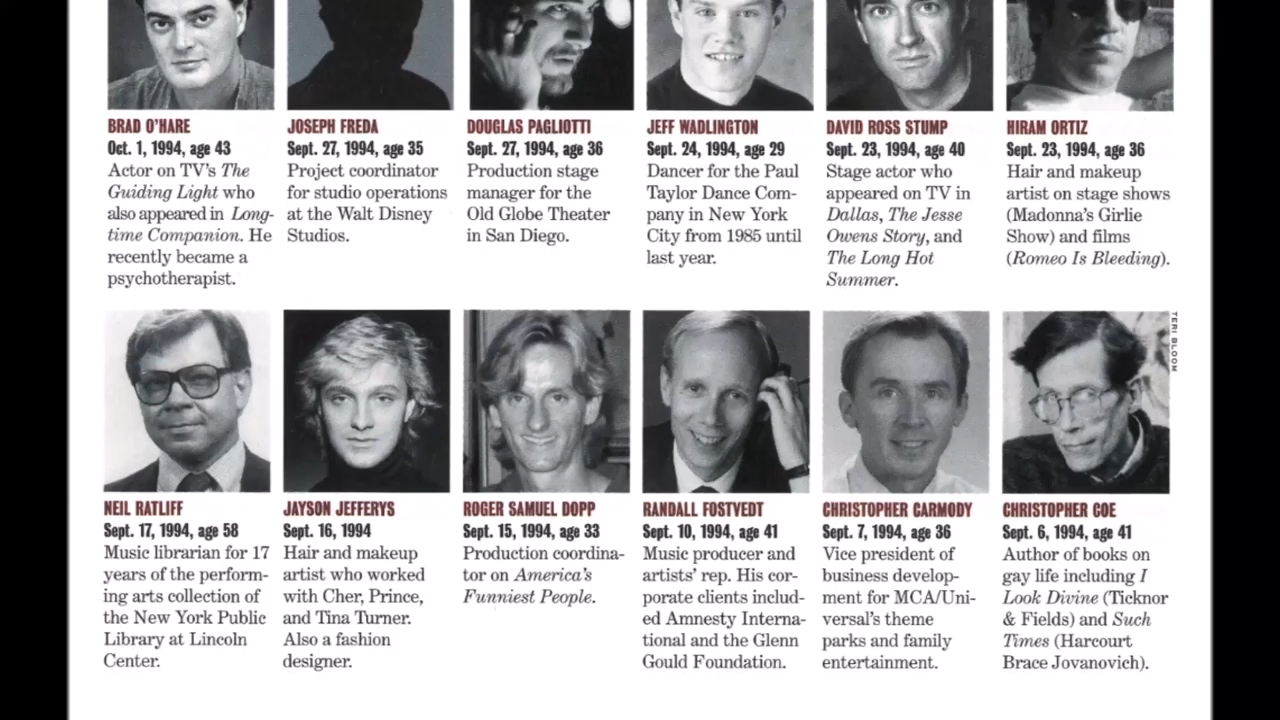 BRAD O'HARE
Oct. 1, 1994, age 43
Actor on TV's The
Guiding Light who
also appeared in Long-
time Companion. He
recently became a
psychotherapist.
JOSEPH FREDA
Sept. 27, 1994, age 35
Project coordinator
for studio operations
at the Walt Disney
Studios.
DOUGLAS PAGLIOTTI
Sept. 27, 1994, age 36
Production stage
manager for the
Old Globe Theater
in San Diego.
JEFF WADLINGTON
Sept. 24, 1994, age 29
Dancer for the Paul
Taylor Dance Com-
pany in New York
City from 1985 until
last year.
DAVID ROSS STUMP
Sept. 23, 1994, age 40
Stage actor who
appeared on TV in
Dallas, The Jesse
Owens Story, and
The Long Hot
Summer.
HIRAM ORTIZ
Sept. 23, 1994, age 36
Hair and makeup
artist on stage shows
(Madonna's Girlie
Show) and films
(Romeo Is Bleeding).
TERI BLOOM
NEIL RATLIFF
Sept. 17, 1994, age 58
Music librarian for 17
years of the perform-
ing arts collection of
the New York Public
Library at Lincoln
Center.
JAYSON JEFFERYS
Sept. 16, 1994
Hair and makeup
artist who worked
with Cher, Prince,
and Tina Turner.
Also a fashion
designer.
ROGER SAMUEL DOPP
Sept. 15, 1994, age 33
Production coordina-
tor on America's
Funniest People.
RANDALL FOSTVEDT
Sept. 10, 1994, age 41
Music producer and
artists' rep. His cor-
porate clients includ-
ed Amnesty Interna-
tional and the Glenn
Gould Foundation.
CHRISTOPHER CARMODY
Sept. 7, 1994, age 36
Vice president of
business develop-
ment for MCA/Uni-
versal's theme
parks and family
entertainment.
CHRISTOPHER COE
Sept. 6, 1994, age 41
Author of books on
gay life including I
Look Divine (Ticknor
& Fields) and Such
Times (Harcourt
Brace Jovanovich).